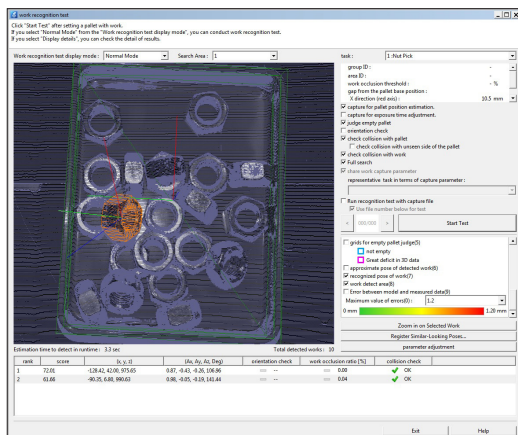 work recognition test
Click "Start Test" after setting a pallet with work.
If you select "Normal Mode" from the "Work recognition test display mode", you can conduct work recognition test.
If you select "Display details", you can check the detail of results.
Work recognition test display mode : Normal Mode Search Area : 1 task : 1 :Nut Pick
group ID : -
area ID : -
work occlusion threshold : - %
gap from the pallet base position :
X direction (red axis) : 10.5 mm
capture for pallet position estimation.
capture for exposure time adjustment.
judge empty pallet
orientation check
check collision with pallet
check collision with unseen side of the pallet
check collision with work
Full search
share work capture parameter
representative task in terms of capture parameter :
Run recognition test with capture file
Use file number below for test
< 000/000 > Start Test
grids for empty pallet judge(5)
not empty
Great deficit in 3D data
approximate pose of detected work(6)
recognized pose of work(7)
work detect area(8)
Error between model and measured data(9)
Maximum value of errors(0) : 1.2
0 mm 1.20 mm
Zoom in on Selected Work
Register Similar-Looking Poses...
parameter adjustment
Estimation time to detect in runtime : 3.3 sec Total detected works : 10
rank score (x, y, z) (Ax, Ay, Az, Deg) orientation check work occlusion ratio [%] collision check
1 72.01 -128.42, 42.00, 975.65 0.87, -0.43, -0.26, 106.96 -- 0.00 OK
2 61.66 -90.35, 6.80, 990.63 0.98, -0.05, -0.19, 141.44 -- 0.04 OK
Exit Help